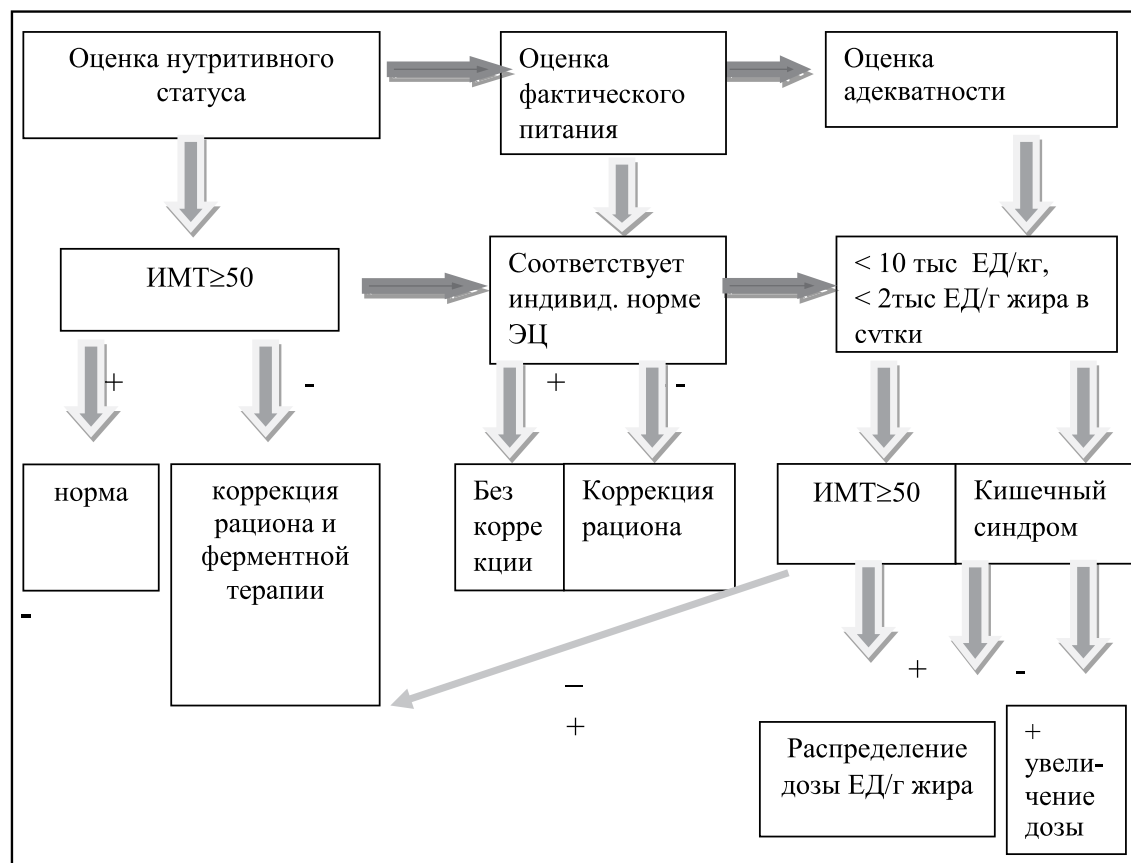 Оценка нутритивного
статуса
Оценка
фактического
питания
Оценка
адекватности
ИМТ≥50
Соответствует
индивид. норме
ЭЦ
< 10 тыс ЕД/кг,
< 2тыс ЕД/г жира в
сутки
+
-
+
-
норма
коррекция
рациона и
ферментной
терапии
Без
корре
кции
Коррекция
рациона
ИМТ≥50
Кишечный
синдром
-
+
-
–
+
Распределение
дозы ЕД/г жира
+
увели-
чение
дозы